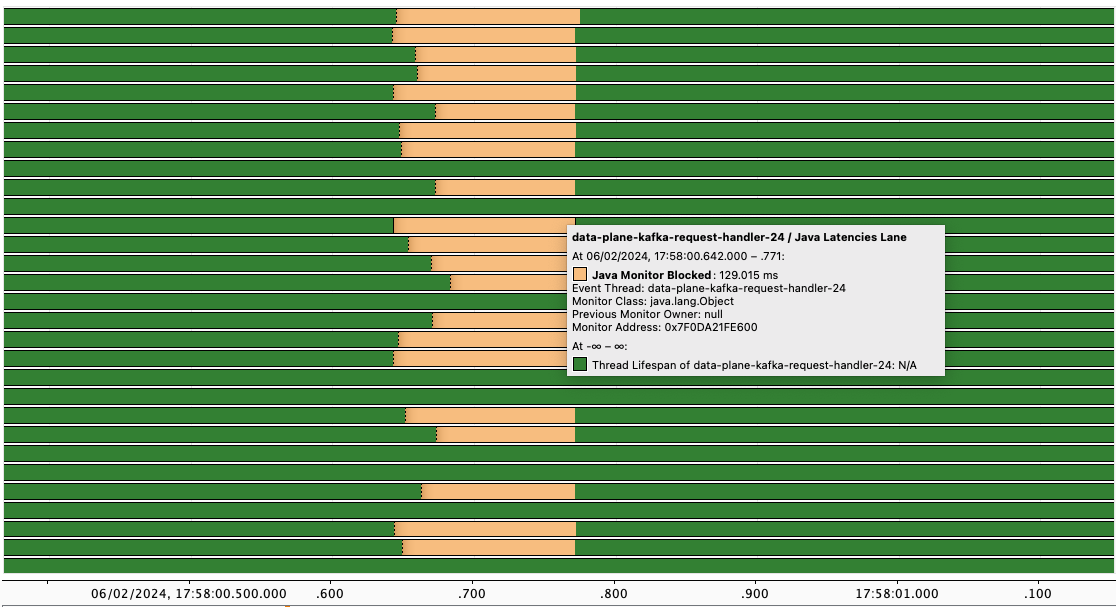 data-plane-kafka-request-handler-24 / Java Latencies Lane
At 06/02/2024, 17:58:00.642.000 – .771:
Java Monitor Blocked: 129.015 ms
Event Thread: data-plane-kafka-request-handler-24
Monitor Class: java.lang.Object
Previous Monitor Owner: null
Monitor Address: 0x7F0DA21FE600
At -∞ – ∞:
Thread Lifespan of data-plane-kafka-request-handler-24: N/A
06/02/2024, 17:58:00.500.000 .600 .700 .800 .900 17:58:01.000 .100